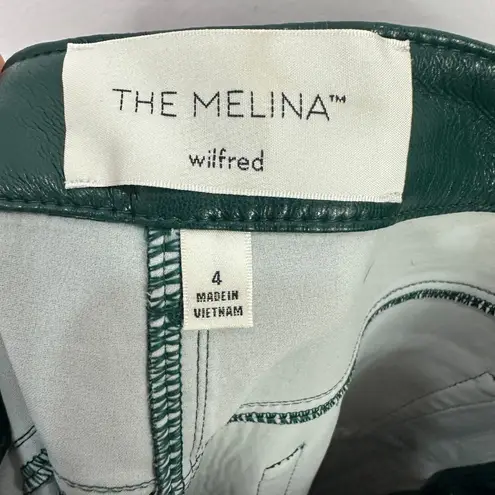 THE MELINA™
wilfred
4
MADE IN
VIETNAM